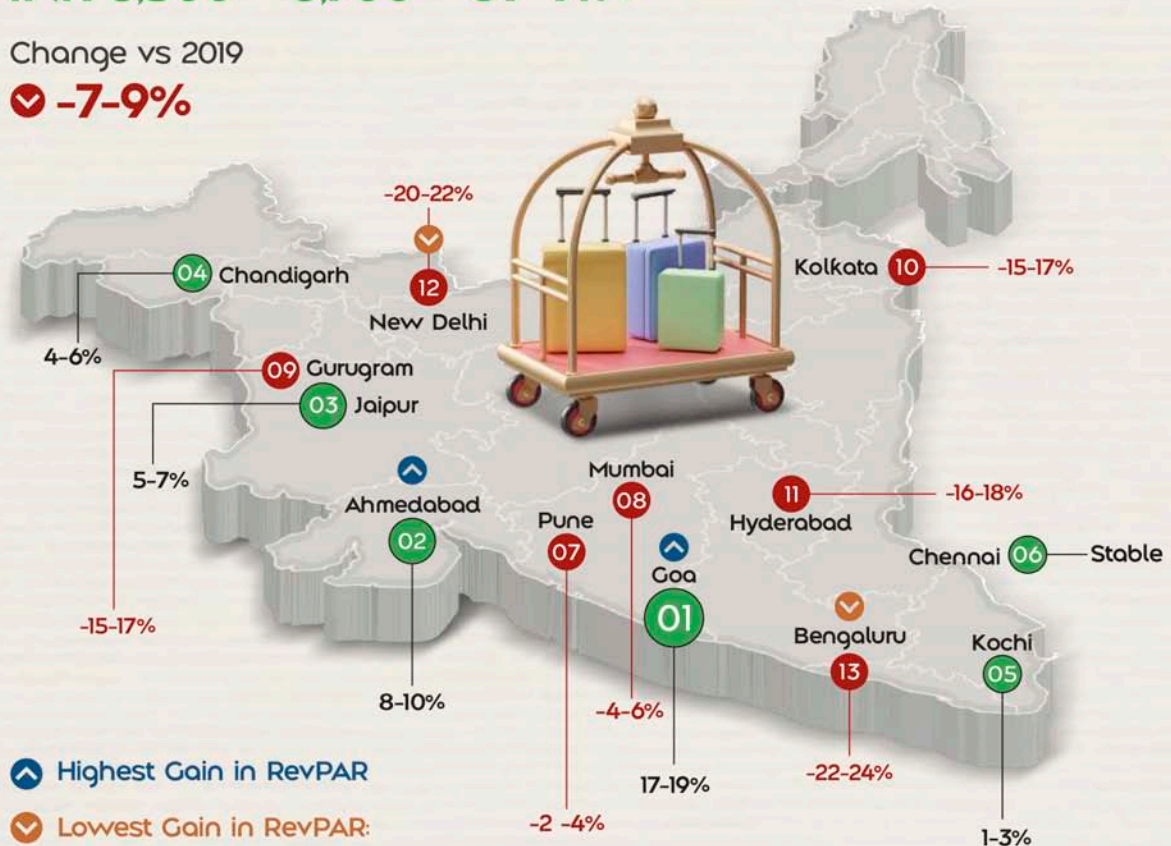 Change vs 2019
-7-9%
-20-22%
04 Chandigarh
12
New Delhi
Kolkata 10 -15-17%
4-6%
09 Gurugram
03 Jaipur
5-7%
Mumbai
08
11 -16-18%
Hyderabad
Ahmedabad
02
Pune
07
Chennai 06 Stable
Goa
01
-15-17%
Bengaluru
13
Kochi
05
8-10%
-4-6%
17-19%
-22-24%
Highest Gain in RevPAR
Lowest Gain in RevPAR:
-2 -4%
1-3%